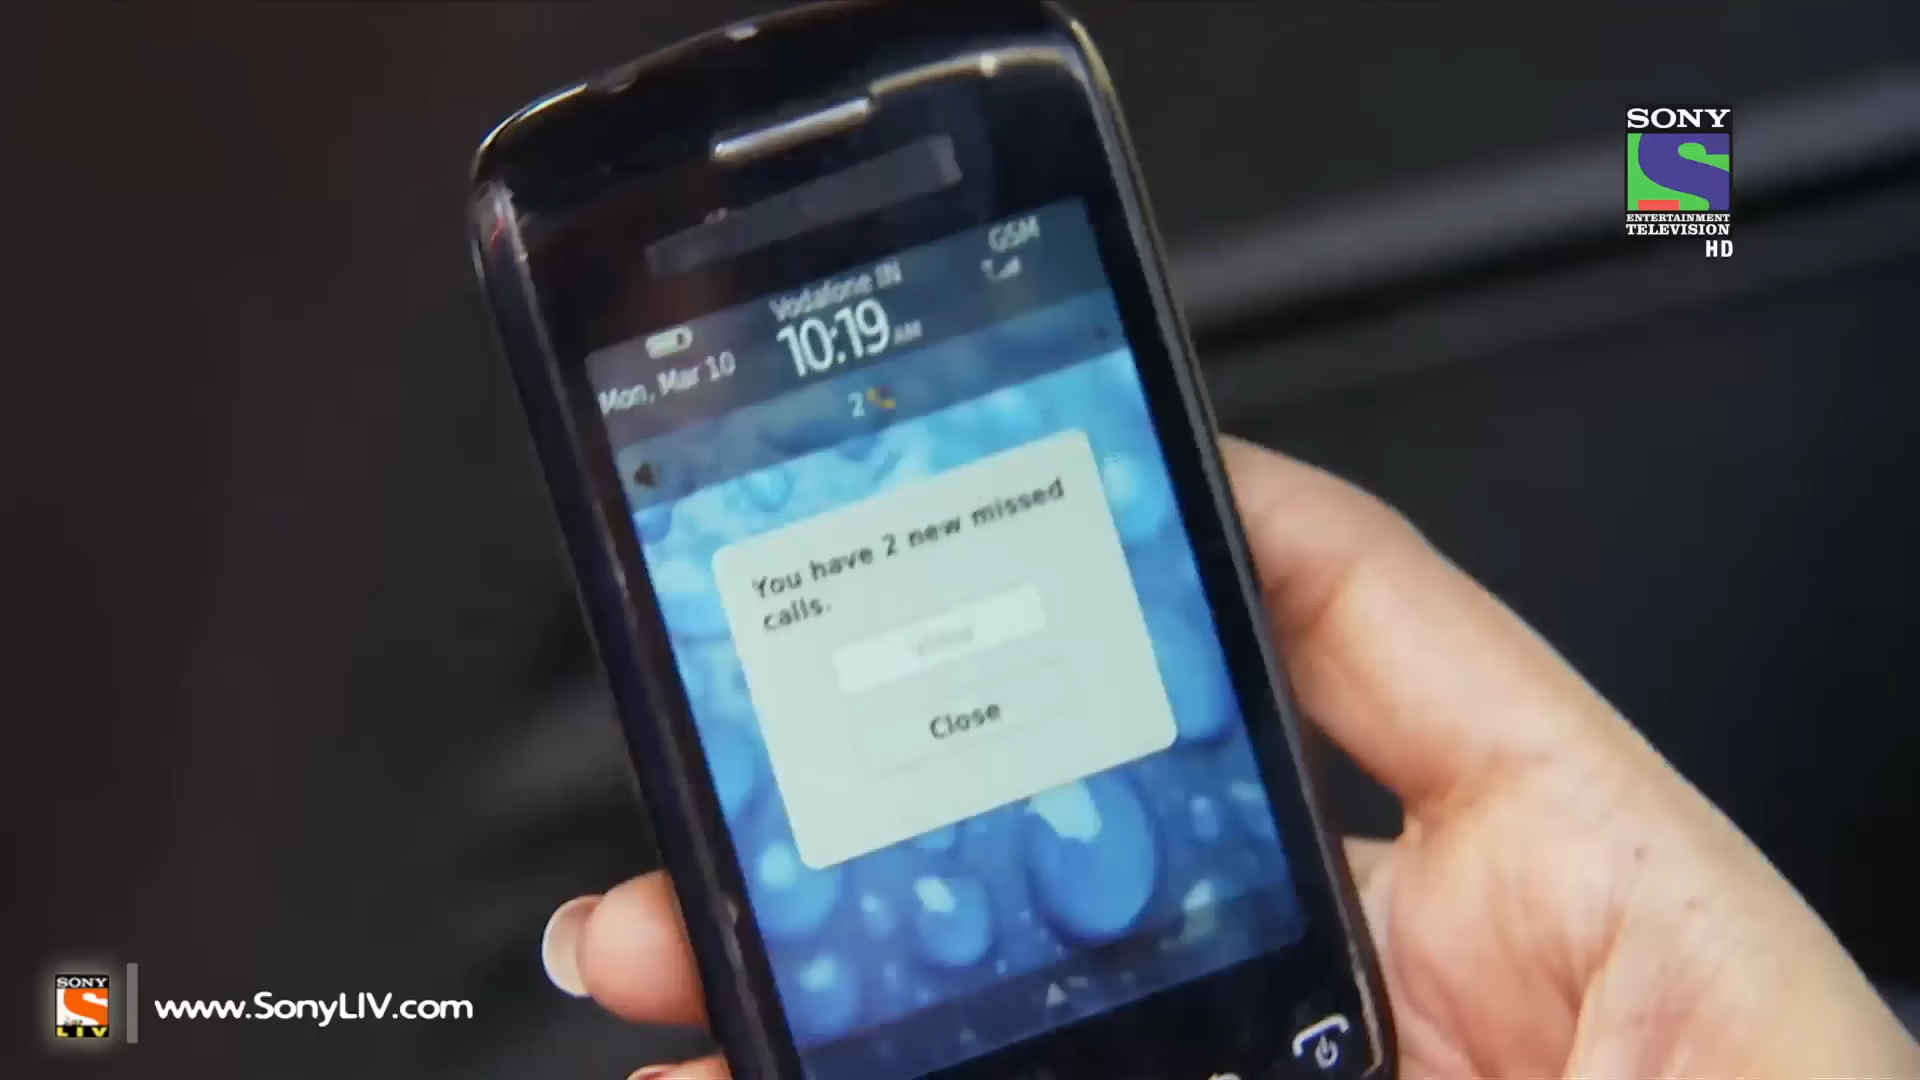 SONY
ENTERTAINMENT
TELEVISION
HD
GSM
Vodafone IN
10:19 AM
Mon, Mar 10
2
You have 2 new missed
calls.
View
Close
SONY
LIV
www.SonyLIV.com